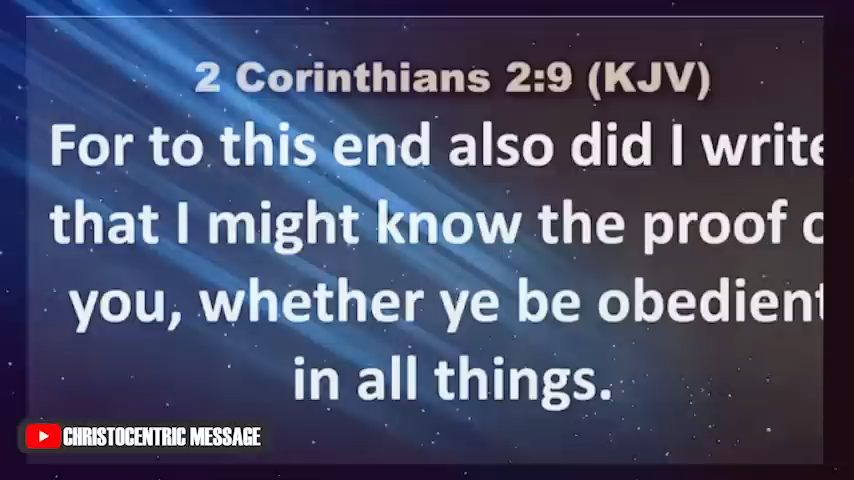 2 Corinthians 2:9 (KJV)
For to this end also did I write
that I might know the proof o
you, whether ye be obedient
in all things.
CHRISTOCENTRIC MESSAGE